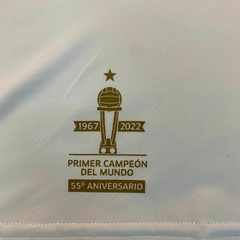 1967 2022
PRIMER CAMPEÓN
DEL MUNDO
55º ANIVERSARIO